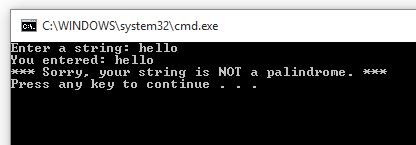 C:\WINDOWS\system32\cmd.exe
Enter a string: hello
You entered: hello
*** Sorry, your string is NOT a palindrome. ***
Press any key to continue . . .